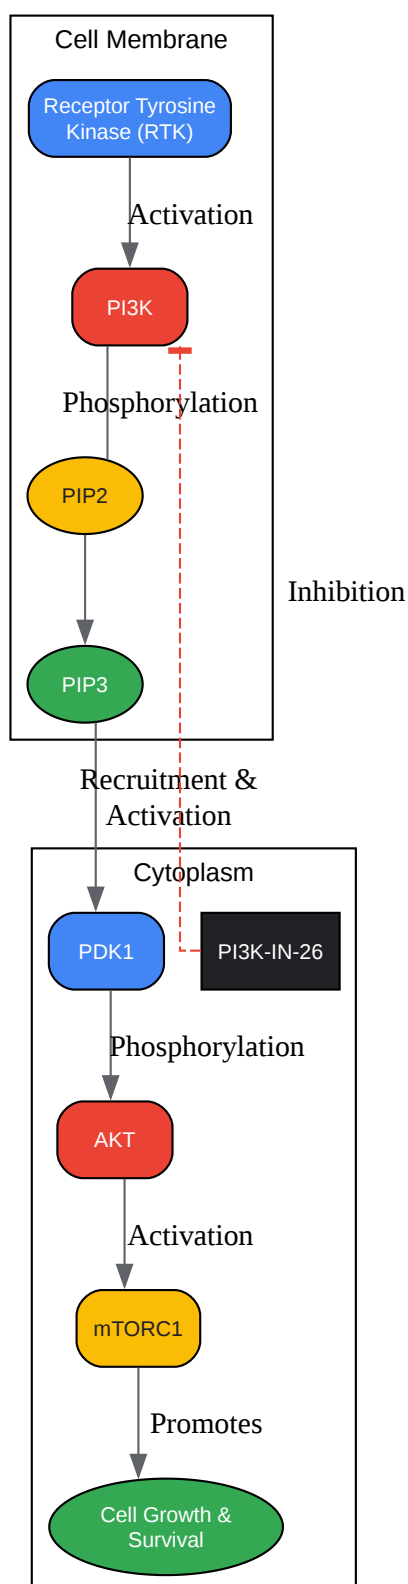 Cell Membrane
Receptor Tyrosine
Kinase (RTK)
Activation
PI3K
Phosphorylation
PIP2
Inhibition
PIP3
Recruitment &
Activation
Cytoplasm
PDK1
PI3K-IN-26
Phosphorylation
AKT
Activation
mTORC1
Promotes
Cell Growth &
Survival